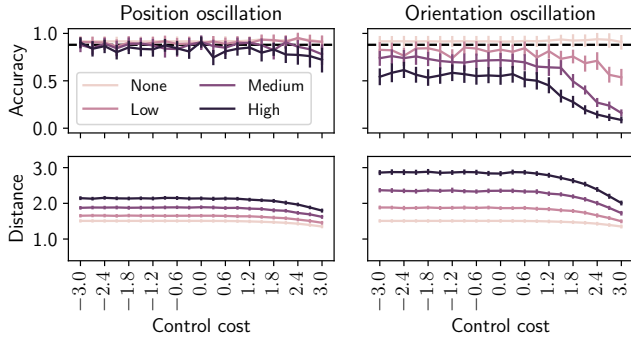 Position oscillation
Orientation oscillation
Accuracy
1.0
0.5
0.0
None
Medium
Low
High
Distance
3.0
2.0
1.0
−3.0
−2.4
−1.8
−1.2
−0.6
0.0
0.6
1.2
1.8
2.4
3.0
−3.0
−2.4
−1.8
−1.2
−0.6
0.0
0.6
1.2
1.8
2.4
3.0
Control cost
Control cost